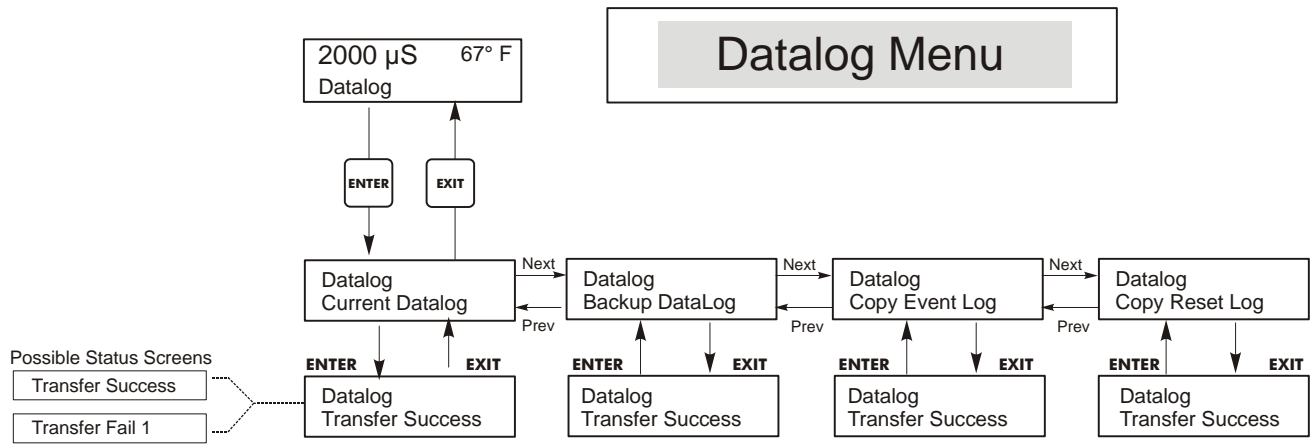 Datalog Menu
2000 µS 67° F
Datalog
ENTER EXIT
Datalog
Current Datalog
Next
Prev
Datalog
Backup DataLog
Next
Prev
Datalog
Copy Event Log
Next
Prev
Datalog
Copy Reset Log
Possible Status Screens
Transfer Success
Transfer Fail 1
ENTER EXIT
Datalog
Transfer Success
ENTER EXIT
Datalog
Transfer Success
ENTER EXIT
Datalog
Transfer Success
ENTER EXIT
Datalog
Transfer Success